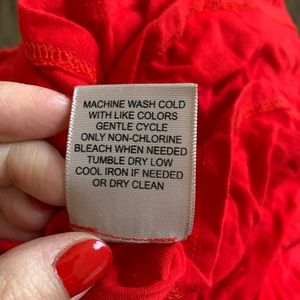 MACHINE WASH COLD
WITH LIKE COLORS
GENTLE CYCLE
ONLY NON-CHLORINE
BLEACH WHEN NEEDED
TUMBLE DRY LOW
COOL IRON IF NEEDED
OR DRY CLEAN